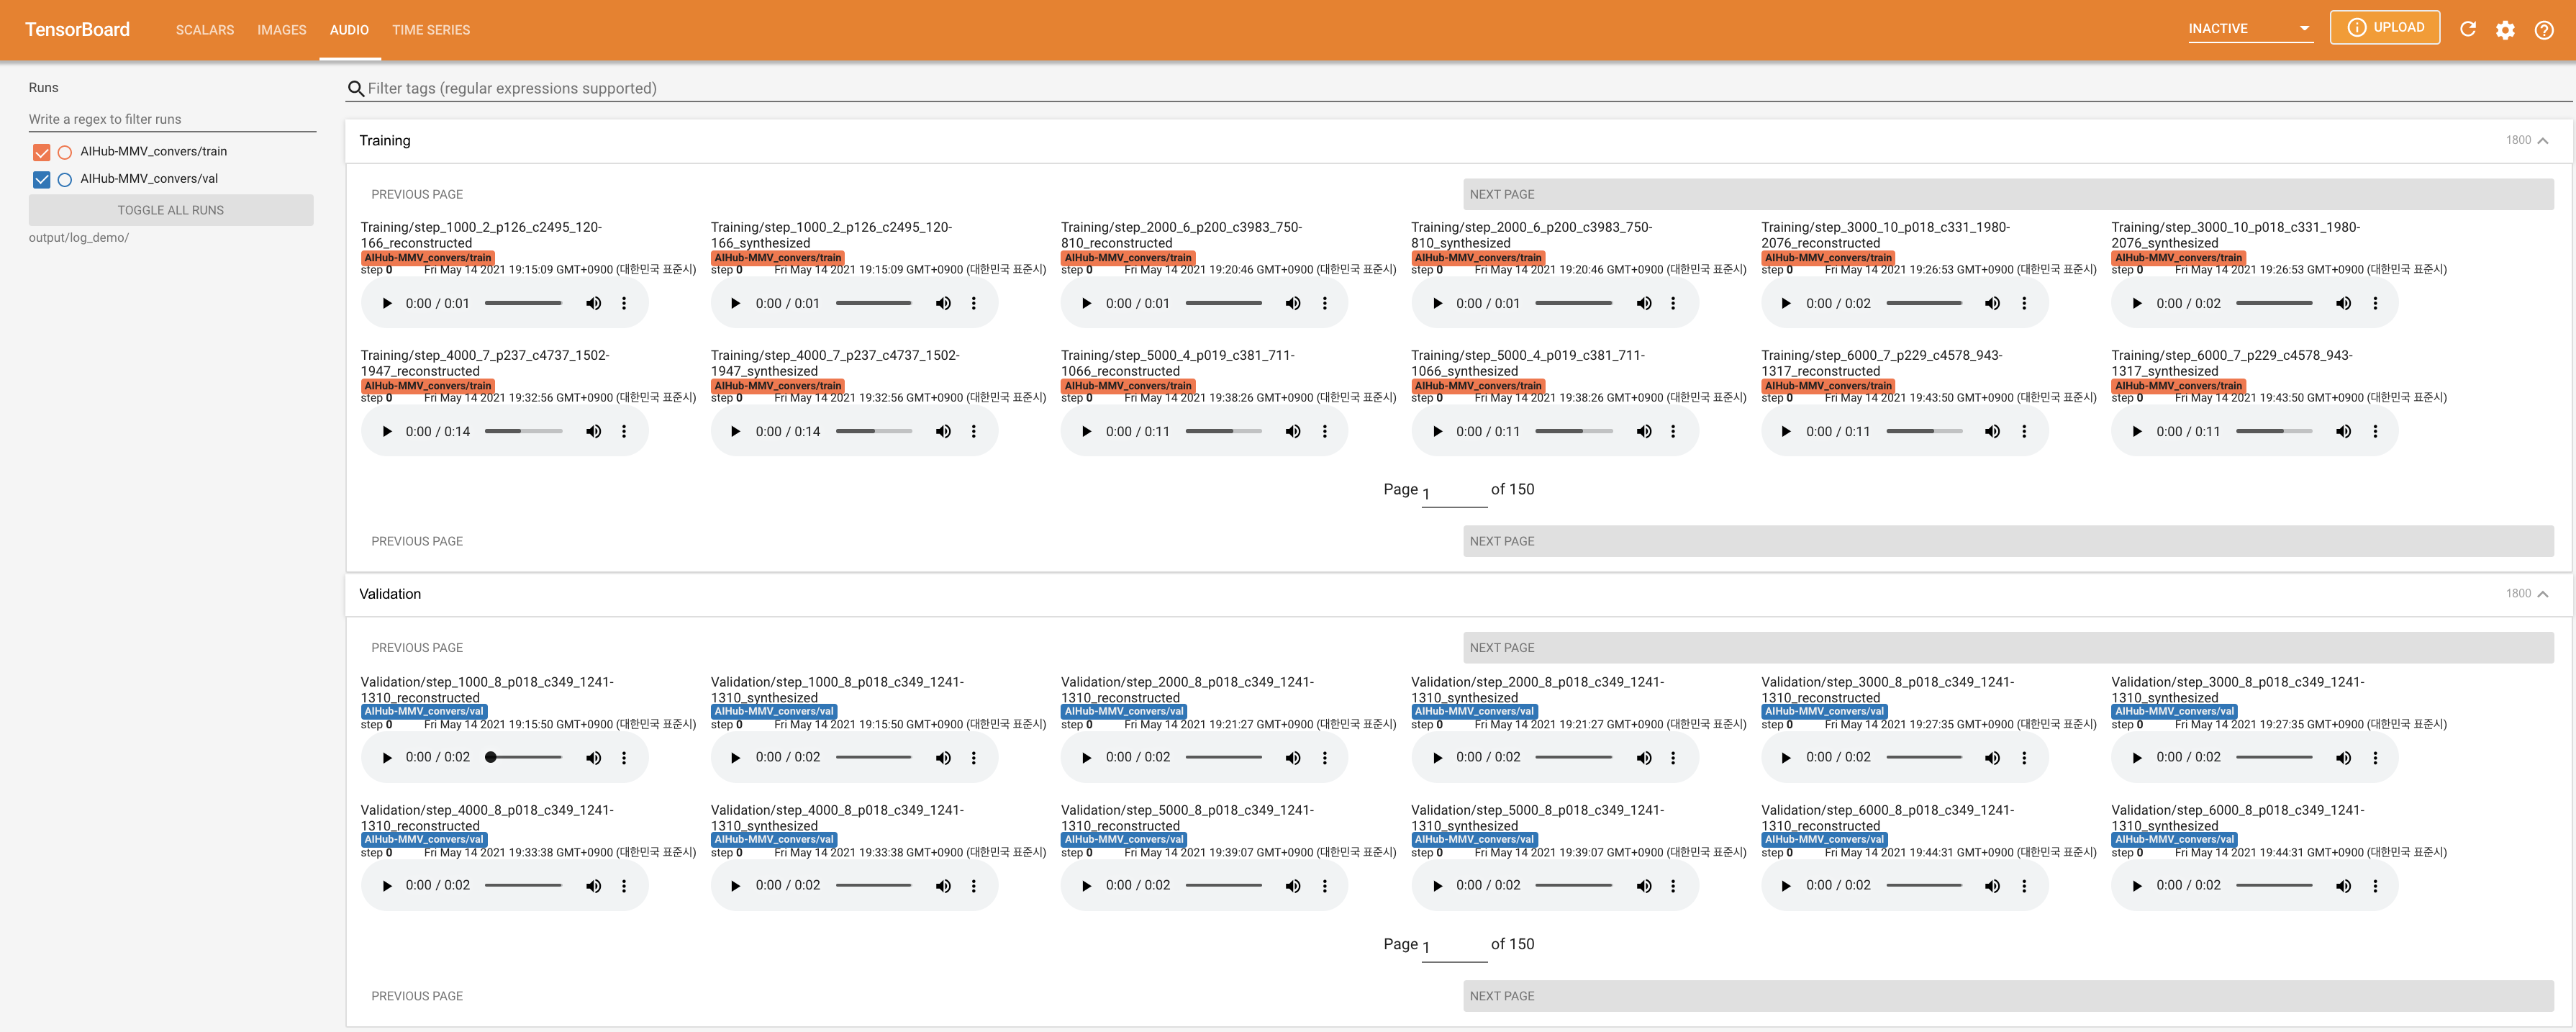 TensorBoard
SCALARS
IMAGES
AUDIO
TIME SERIES
INACTIVE
UPLOAD
Runs
Write a regex to filter runs
AIHub-MMV_convers/train
AIHub-MMV_convers/val
TOGGLE ALL RUNS
output/log_demo/
Filter tags (regular expressions supported)
Training
1800
PREVIOUS PAGE
NEXT PAGE
Training/step_1000_2_p126_c2495_120-
166_reconstructed
AIHub-MMV_convers/train
step 0 Fri May 14 2021 19:15:09 GMT+0900 (대한민국 표준시)
0:00 / 0:01
Training/step_1000_2_p126_c2495_120-
166_synthesized
AIHub-MMV_convers/train
step 0 Fri May 14 2021 19:15:09 GMT+0900 (대한민국 표준시)
0:00 / 0:01
Training/step_2000_6_p200_c3983_750-
810_reconstructed
AIHub-MMV_convers/train
step 0 Fri May 14 2021 19:20:46 GMT+0900 (대한민국 표준시)
0:00 / 0:01
Training/step_2000_6_p200_c3983_750-
810_synthesized
AIHub-MMV_convers/train
step 0 Fri May 14 2021 19:20:46 GMT+0900 (대한민국 표준시)
0:00 / 0:01
Training/step_3000_10_p018_c331_1980-
2076_reconstructed
AIHub-MMV_convers/train
step 0 Fri May 14 2021 19:26:53 GMT+0900 (대한민국 표준시)
0:00 / 0:02
Training/step_3000_10_p018_c331_1980-
2076_synthesized
AIHub-MMV_convers/train
step 0 Fri May 14 2021 19:26:53 GMT+0900 (대한민국 표준시)
0:00 / 0:02
Training/step_4000_7_p237_c4737_1502-
1947_reconstructed
AIHub-MMV_convers/train
step 0 Fri May 14 2021 19:32:56 GMT+0900 (대한민국 표준시)
0:00 / 0:14
Training/step_4000_7_p237_c4737_1502-
1947_synthesized
AIHub-MMV_convers/train
step 0 Fri May 14 2021 19:32:56 GMT+0900 (대한민국 표준시)
0:00 / 0:14
Training/step_5000_4_p019_c381_711-
1066_reconstructed
AIHub-MMV_convers/train
step 0 Fri May 14 2021 19:38:26 GMT+0900 (대한민국 표준시)
0:00 / 0:11
Training/step_5000_4_p019_c381_711-
1066_synthesized
AIHub-MMV_convers/train
step 0 Fri May 14 2021 19:38:26 GMT+0900 (대한민국 표준시)
0:00 / 0:11
Training/step_6000_7_p229_c4578_943-
1317_reconstructed
AIHub-MMV_convers/train
step 0 Fri May 14 2021 19:43:50 GMT+0900 (대한민국 표준시)
0:00 / 0:11
Training/step_6000_7_p229_c4578_943-
1317_synthesized
AIHub-MMV_convers/train
step 0 Fri May 14 2021 19:43:50 GMT+0900 (대한민국 표준시)
0:00 / 0:11
Page 1 of 150
PREVIOUS PAGE
NEXT PAGE
Validation
1800
PREVIOUS PAGE
NEXT PAGE
Validation/step_1000_8_p018_c349_1241-
1310_reconstructed
AIHub-MMV_convers/val
step 0 Fri May 14 2021 19:15:50 GMT+0900 (대한민국 표준시)
0:00 / 0:02
Validation/step_1000_8_p018_c349_1241-
1310_synthesized
AIHub-MMV_convers/val
step 0 Fri May 14 2021 19:15:50 GMT+0900 (대한민국 표준시)
0:00 / 0:02
Validation/step_2000_8_p018_c349_1241-
1310_reconstructed
AIHub-MMV_convers/val
step 0 Fri May 14 2021 19:21:27 GMT+0900 (대한민국 표준시)
0:00 / 0:02
Validation/step_2000_8_p018_c349_1241-
1310_synthesized
AIHub-MMV_convers/val
step 0 Fri May 14 2021 19:21:27 GMT+0900 (대한민국 표준시)
0:00 / 0:02
Validation/step_3000_8_p018_c349_1241-
1310_reconstructed
AIHub-MMV_convers/val
step 0 Fri May 14 2021 19:27:35 GMT+0900 (대한민국 표준시)
0:00 / 0:02
Validation/step_3000_8_p018_c349_1241-
1310_synthesized
AIHub-MMV_convers/val
step 0 Fri May 14 2021 19:27:35 GMT+0900 (대한민국 표준시)
0:00 / 0:02
Validation/step_4000_8_p018_c349_1241-
1310_reconstructed
AIHub-MMV_convers/val
step 0 Fri May 14 2021 19:33:38 GMT+0900 (대한민국 표준시)
0:00 / 0:02
Validation/step_4000_8_p018_c349_1241-
1310_synthesized
AIHub-MMV_convers/val
step 0 Fri May 14 2021 19:33:38 GMT+0900 (대한민국 표준시)
0:00 / 0:02
Validation/step_5000_8_p018_c349_1241-
1310_reconstructed
AIHub-MMV_convers/val
step 0 Fri May 14 2021 19:39:07 GMT+0900 (대한민국 표준시)
0:00 / 0:02
Validation/step_5000_8_p018_c349_1241-
1310_synthesized
AIHub-MMV_convers/val
step 0 Fri May 14 2021 19:39:07 GMT+0900 (대한민국 표준시)
0:00 / 0:02
Validation/step_6000_8_p018_c349_1241-
1310_reconstructed
AIHub-MMV_convers/val
step 0 Fri May 14 2021 19:44:31 GMT+0900 (대한민국 표준시)
0:00 / 0:02
Validation/step_6000_8_p018_c349_1241-
1310_synthesized
AIHub-MMV_convers/val
step 0 Fri May 14 2021 19:44:31 GMT+0900 (대한민국 표준시)
0:00 / 0:02
Page 1 of 150
PREVIOUS PAGE
NEXT PAGE